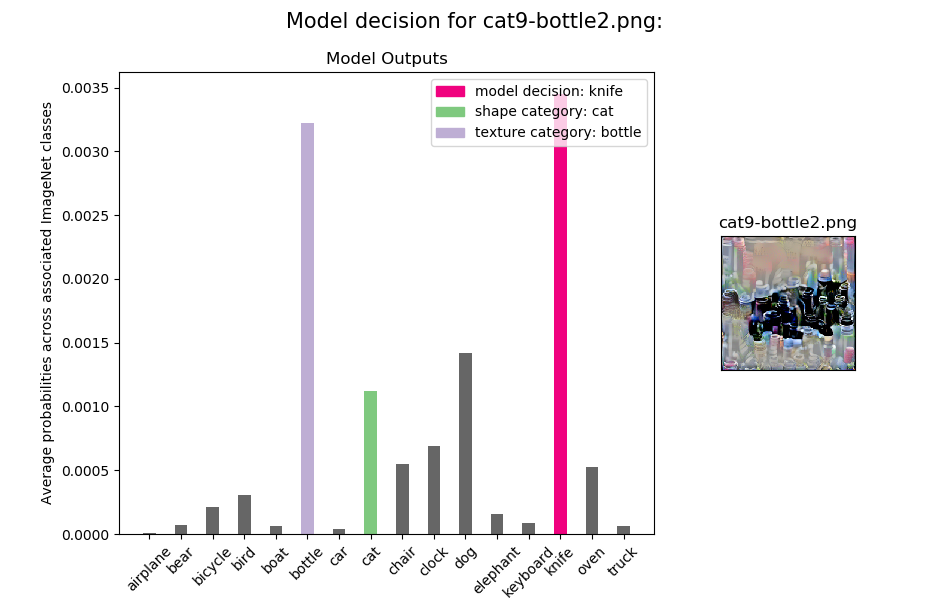 Model decision for cat9-bottle2.png:
Model Outputs
Average probabilities across associated ImageNet classes
0.0035
0.0030
0.0025
0.0020
0.0015
0.0010
0.0005
0.0000
model decision: knife
shape category: cat
texture category: bottle
airplane
bear
bicycle
bird
boat
bottle
car
cat
chair
clock
dog
elephant
keyboard
knife
oven
truck
cat9-bottle2.png